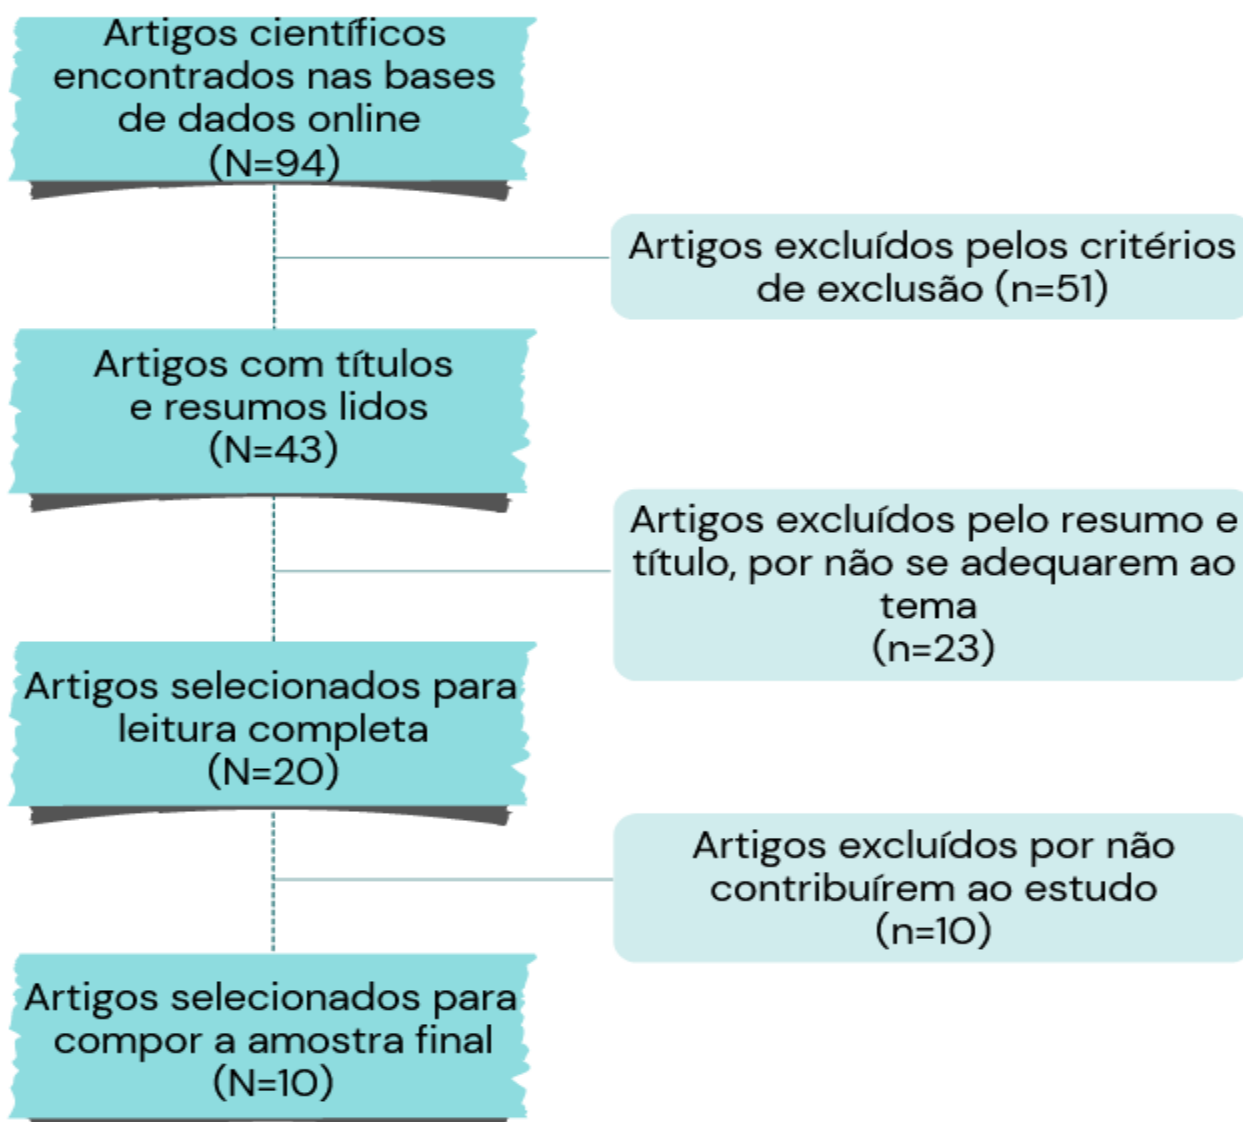 Artigos científicos
encontrados nas bases
de dados online
(N=94)
Artigos excluídos pelos critérios
de exclusão (n=51)
Artigos com títulos
e resumos lidos
(N=43)
Artigos excluídos pelo resumo e
título, por não se adequarem ao
tema
(n=23)
Artigos selecionados para
leitura completa
(N=20)
Artigos excluídos por não
contribuírem ao estudo
(n=10)
Artigos selecionados para
compor a amostra final
(N=10)